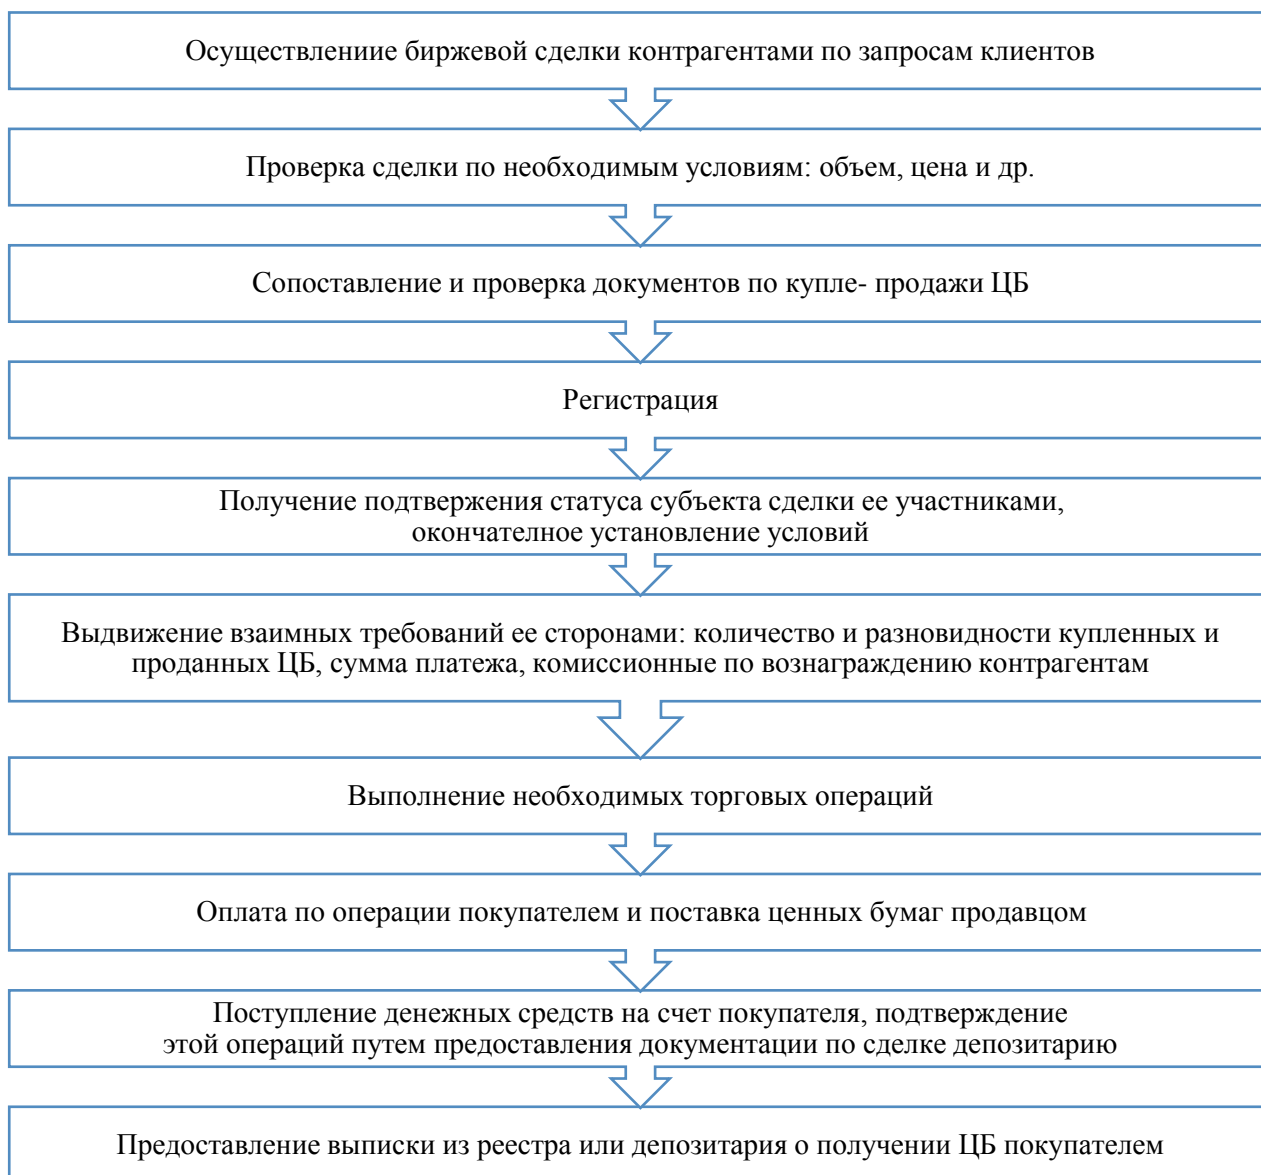 Осуществлениие биржевой сделки контрагентами по запросам клиентов
Проверка сделки по необходимым условиям: объем, цена и др.
Сопоставление и проверка документов по купле- продажи ЦБ
Регистрация
Получение подтвержения статуса субъекта сделки ее участниками,
окончателное установление условий
Выдвижение взаимных требований ее сторонами: количество и разновидности купленных и
проданных ЦБ, сумма платежа, комиссионные по вознаграждению контрагентам
Выполнение необходимых торговых операций
Оплата по операции покупателем и поставка ценных бумаг продавцом
Поступление денежных средств на счет покупателя, подтверждение
этой операций путем предоставления документации по сделке депозитарию
Предоставление выписки из реестра или депозитария о получении ЦБ покупателем